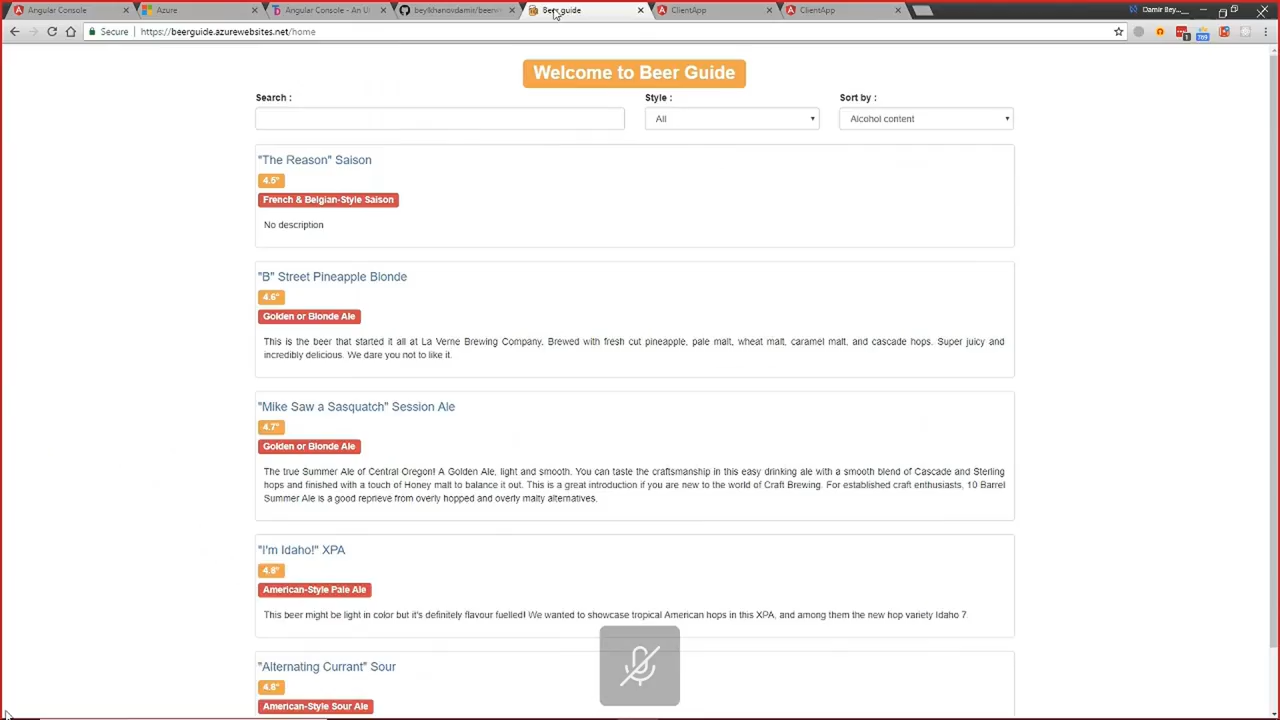 Angular Console
Azure
Angular Console - An U
beylkhanovdamir/beerw
Beer guide
ClientApp
ClientApp
Damir Bey...
Secure
https://beerguide.azurewebsites.net/home
1
789
Welcome to Beer Guide
Search :
Style :
Sort by :
All
Alcohol content
"The Reason" Saison
4.5°
French & Belgian-Style Saison
No description
"B" Street Pineapple Blonde
4.6°
Golden or Blonde Ale
This is the beer that started it all at La Verne Brewing Company. Brewed with fresh cut pineapple, pale malt, wheat malt, caramel malt, and cascade hops. Super juicy and
incredibly delicious. We dare you not to like it.
"Mike Saw a Sasquatch" Session Ale
4.7°
Golden or Blonde Ale
The true Summer Ale of Central Oregon! A Golden Ale, light and smooth. You can taste the craftsmanship in this easy drinking ale with a smooth blend of Cascade and Sterling
hops and finished with a touch of Honey malt to balance it out. This is a great introduction if you are new to the world of Craft Brewing. For established craft enthusiasts, 10 Barrel
Summer Ale is a good reprieve from overly hopped and overly malty alternatives.
"I'm Idaho!" XPA
4.8°
American-Style Pale Ale
This beer might be light in color but it's definitely flavour fuelled! We wanted to showcase tropical American hops in this XPA, and among them the new hop variety Idaho 7.
"Alternating Currant" Sour
4.8°
American-Style Sour Ale